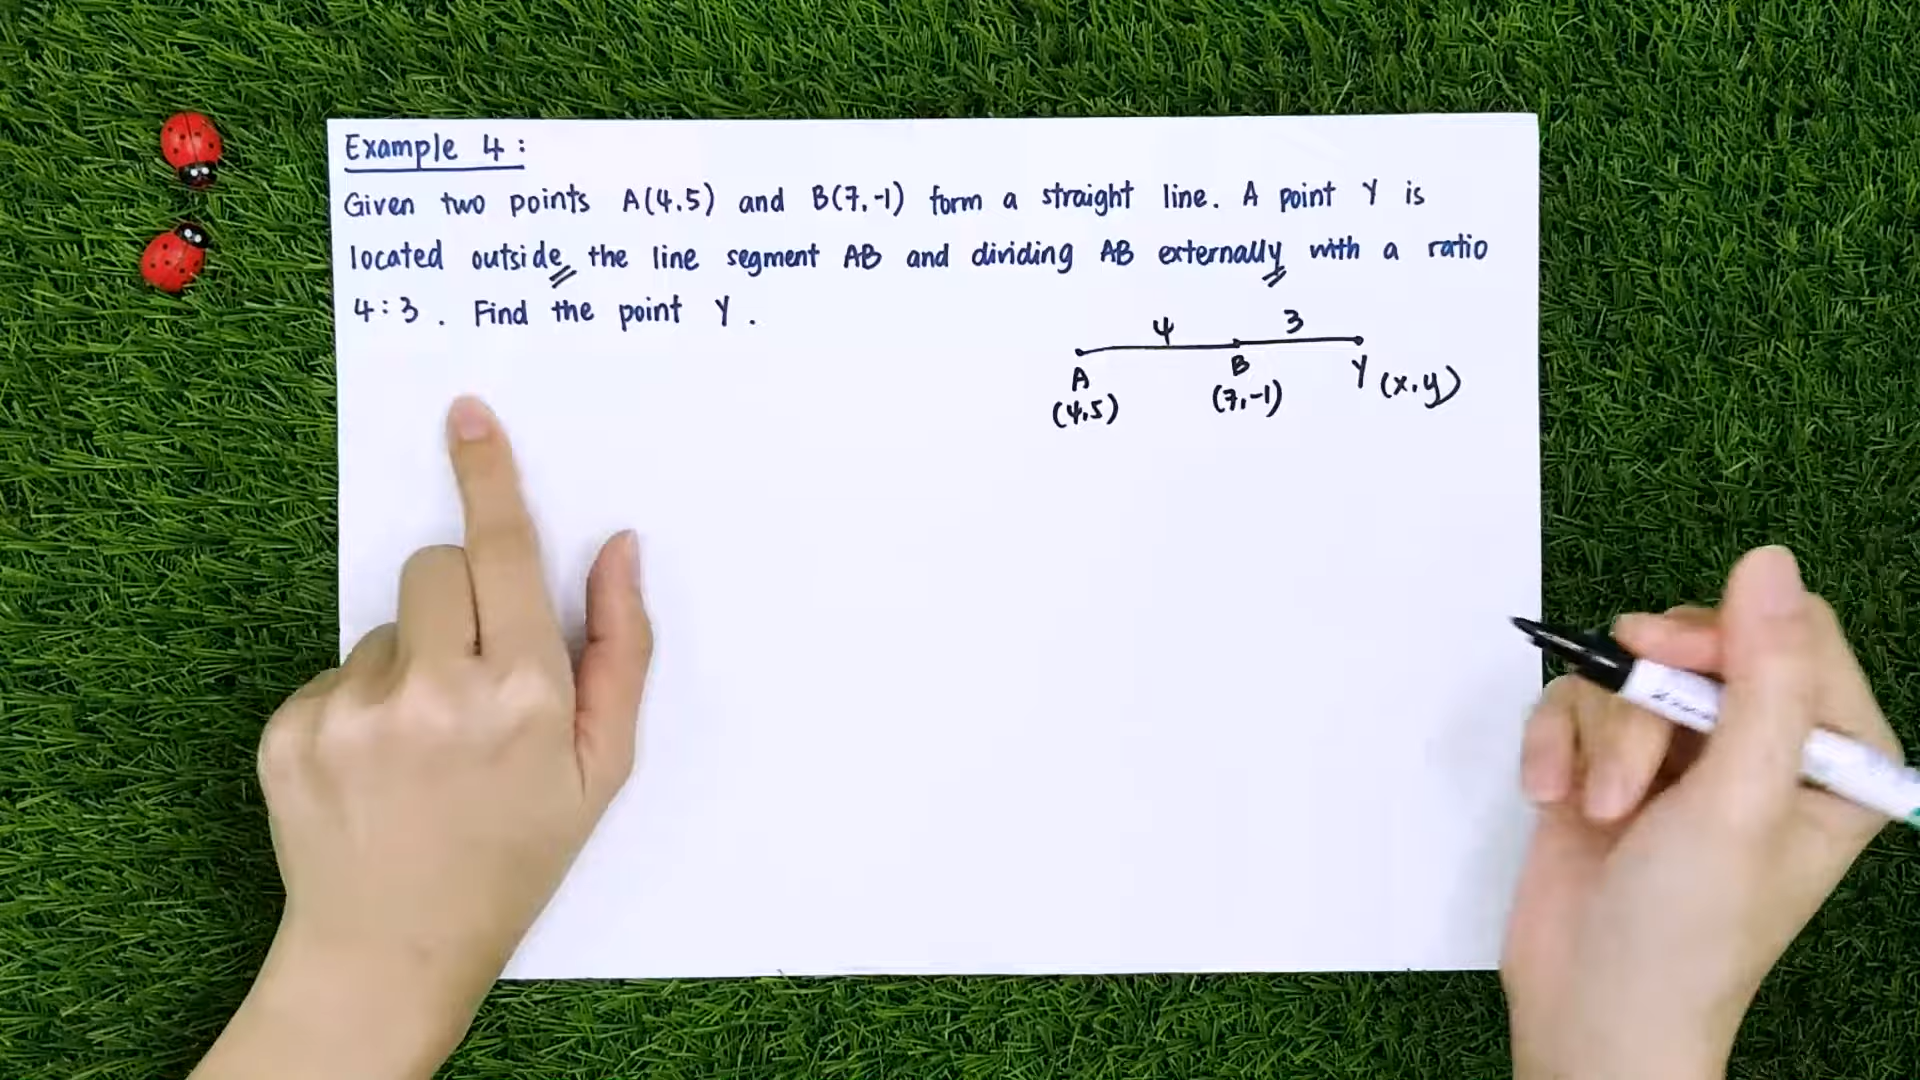 Example 4 :
Given two points A(4,5) and B(7,-1) form a straight line. A point Y is
located outside the line segment AB and dividing AB externally with a ratio
4:3. Find the point Y.
4 3
A B Y (x,y)
(4,5) (7,-1)